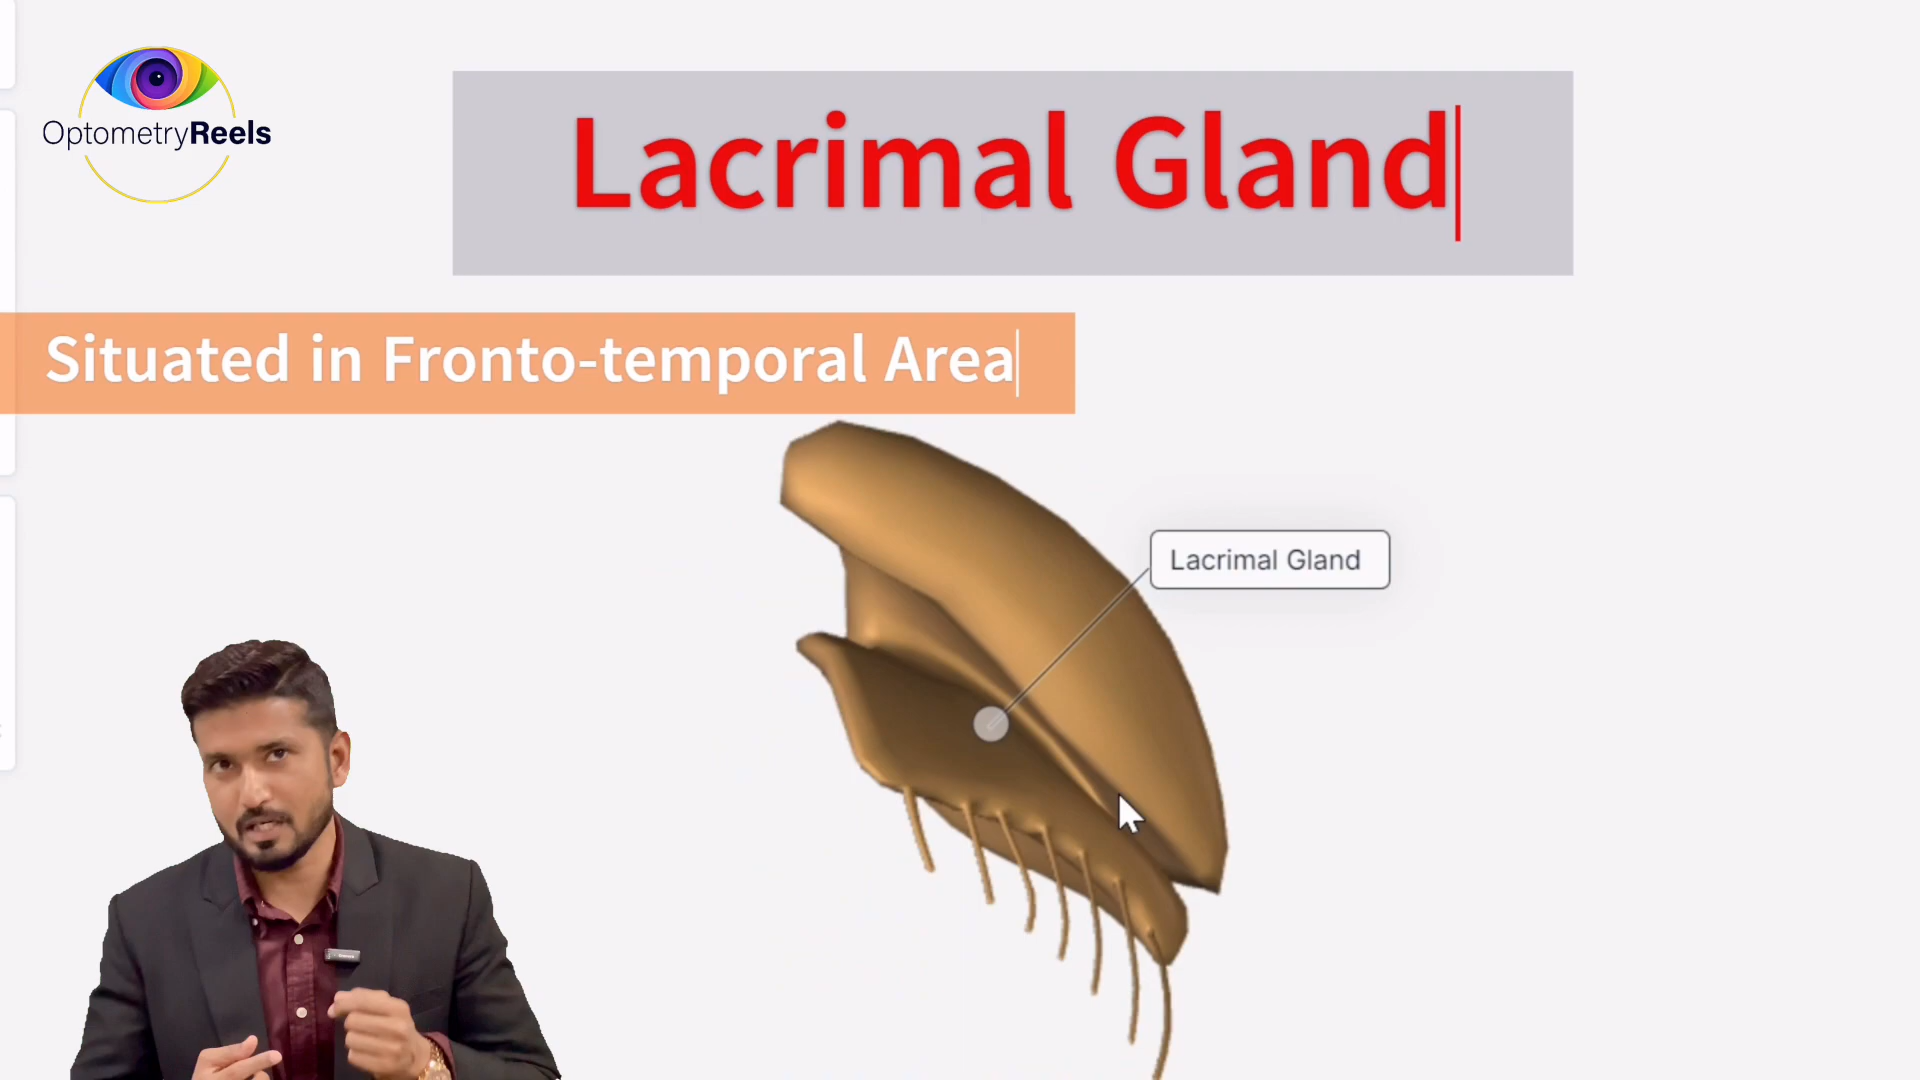 OptometryReels
Lacrimal Gland
Situated in Fronto-temporal Area
Lacrimal Gland